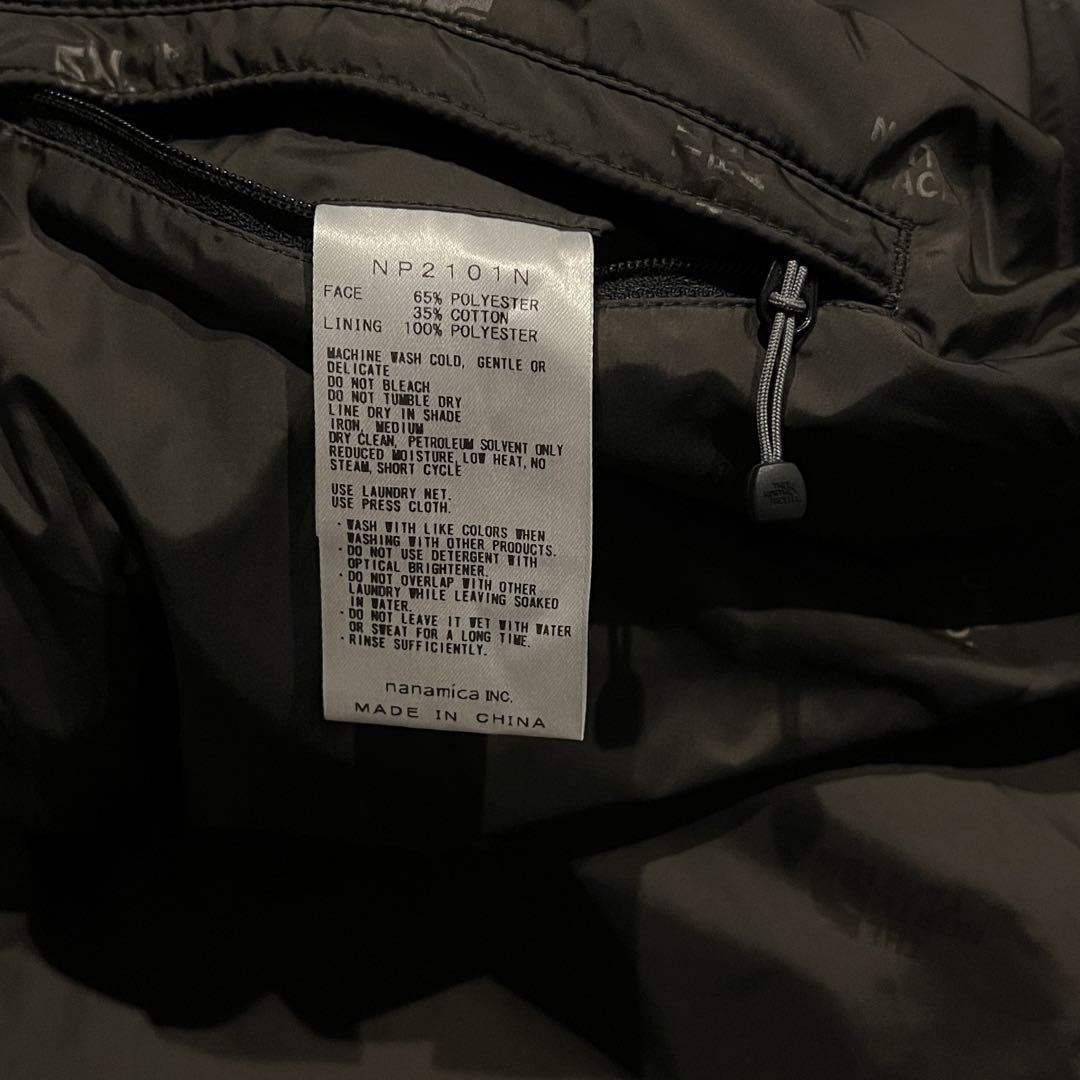 NP2101N
FACE 65% POLYESTER
35% COTTON
LINING 100% POLYESTER
MACHINE WASH COLD, GENTLE OR
DELICATE
DO NOT BLEACH
DO NOT TUMBLE DRY
LINE DRY IN SHADE
IRON, MEDIUM
DRY CLEAN, PETROLEUM SOLVENT ONLY
REDUCED MOISTURE, LOW HEAT, NO
STEAM, SHORT CYCLE
USE LAUNDRY NET.
USE PRESS CLOTH.
· WASH WITH LIKE COLORS WHEN
WASHING WITH OTHER PRODUCTS.
· DO NOT USE DETERGENT WITH
OPTICAL BRIGHTENER.
· DO NOT OVERLAP WITH OTHER
LAUNDRY WHILE LEAVING SOAKED
IN WATER.
· DO NOT LEAVE IT WET WITH WATER
OR SWEAT FOR A LONG TIME.
· RINSE SUFFICIENTLY.
nanamica INC.
MADE IN CHINA
THE
NORTH
FACE